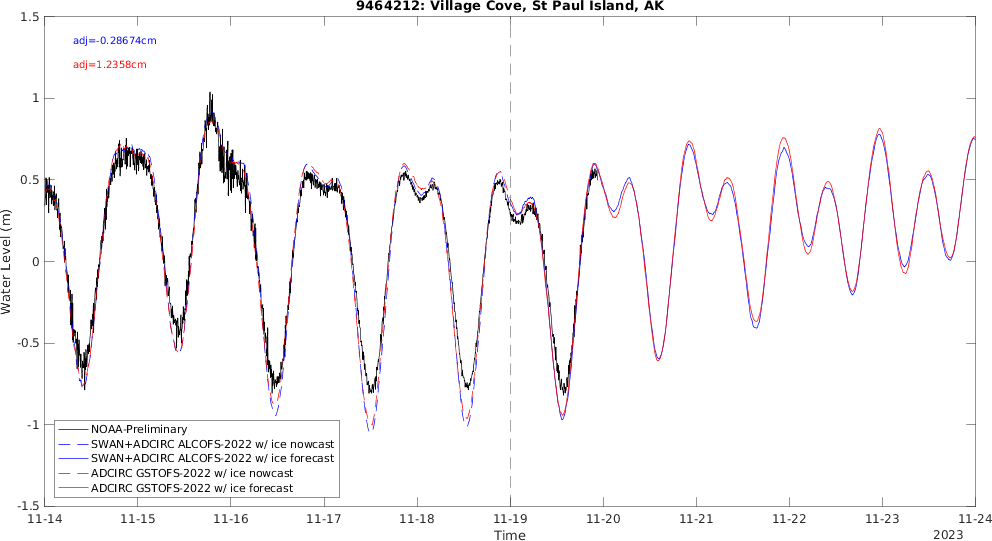 9464212: Village Cove, St Paul Island, AK
adj=-0.28674cm
adj=1.2358cm
Water Level (m)
1.5
1
0.5
0
-0.5
-1
-1.5
NOAA-Preliminary
SWAN+ADCIRC ALCOFS-2022 w/ ice nowcast
SWAN+ADCIRC ALCOFS-2022 w/ ice forecast
ADCIRC GSTOFS-2022 w/ ice nowcast
ADCIRC GSTOFS-2022 w/ ice forecast
11-14 11-15 11-16 11-17 11-18 11-19 11-20 11-21 11-22 11-23 11-24
Time
2023